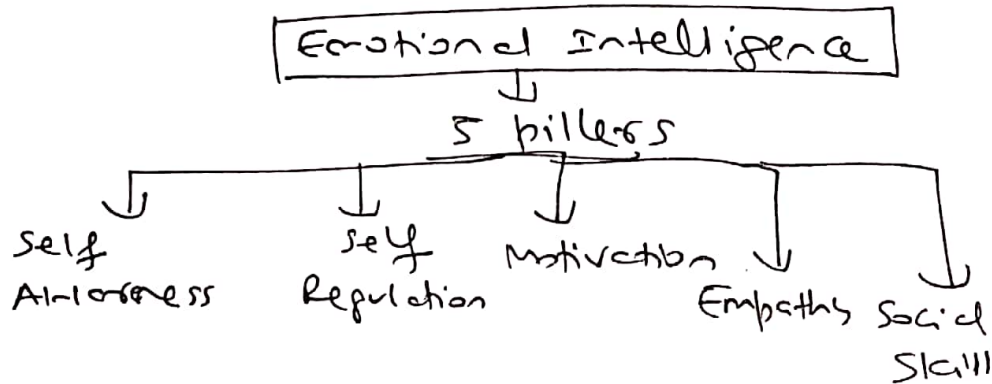 Emotional Intelligence
5 pillers
Self
Awareness
Self
Regulation
Motivation
Empathy
Social
Skill